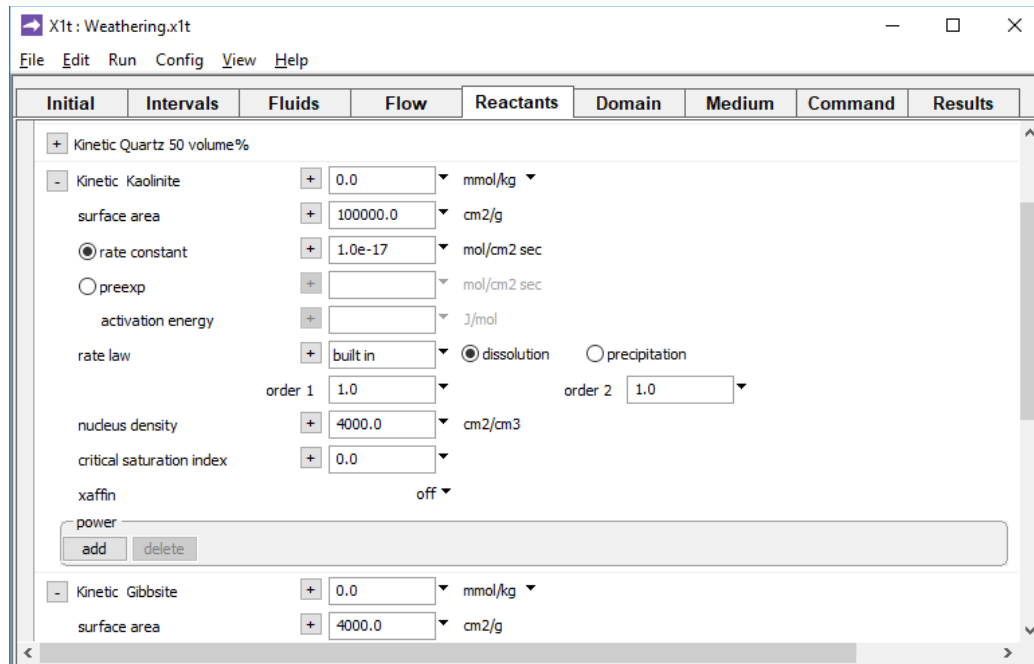 X1t : Weathering.x1t
File Edit Run Config View Help
Initial Intervals Fluids Flow Reactants Domain Medium Command Results
+ Kinetic Quartz 50 volume%
- Kinetic Kaolinite + 0.0 mmol/kg
surface area + 100000.0 cm2/g
rate constant + 1.0e-17 mol/cm2 sec
preexp + mol/cm2 sec
activation energy + J/mol
rate law + built in dissolution precipitation
order 1 1.0 order 2 1.0
nucleus density + 4000.0 cm2/cm3
critical saturation index + 0.0
xaffin off
power
add delete
- Kinetic Gibbsite + 0.0 mmol/kg
surface area + 4000.0 cm2/g